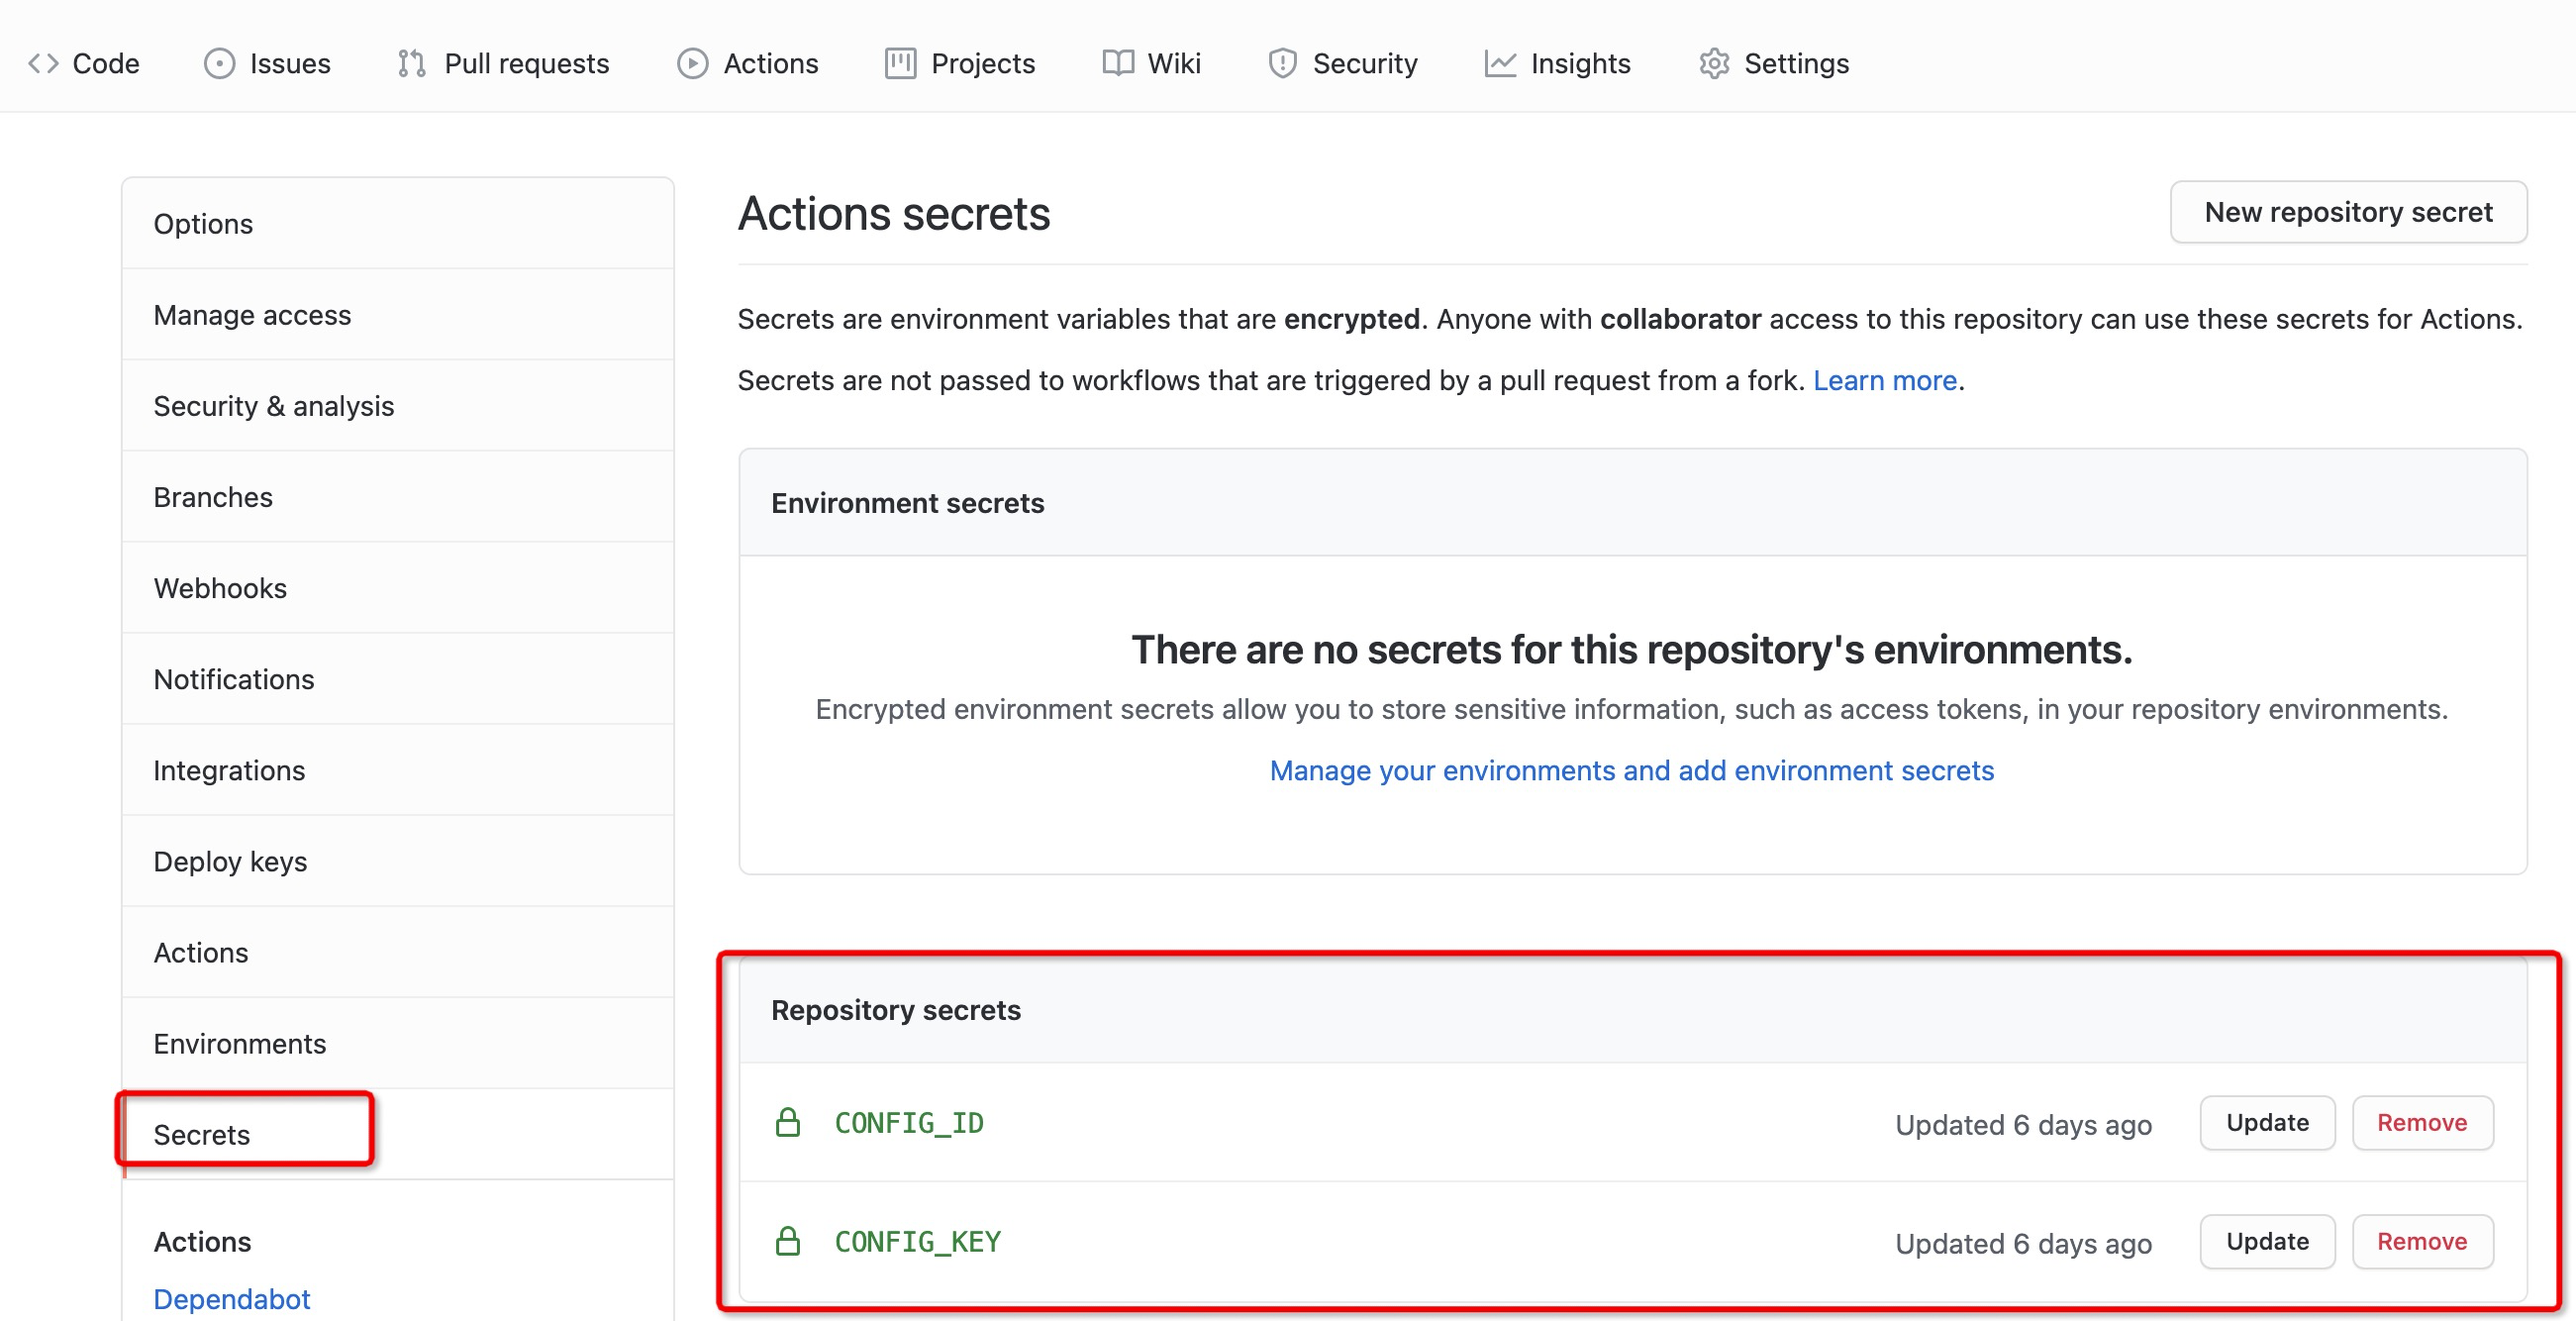 Code Issues Pull requests Actions Projects Wiki Security Insights Settings
Options
Manage access
Security & analysis
Branches
Webhooks
Notifications
Integrations
Deploy keys
Actions
Environments
Secrets
Actions
Dependabot
Actions secrets
New repository secret
Secrets are environment variables that are encrypted. Anyone with collaborator access to this repository can use these secrets for Actions.
Secrets are not passed to workflows that are triggered by a pull request from a fork. Learn more.
Environment secrets
There are no secrets for this repository's environments.
Encrypted environment secrets allow you to store sensitive information, such as access tokens, in your repository environments.
Manage your environments and add environment secrets
Repository secrets
CONFIG_ID Updated 6 days ago Update Remove
CONFIG_KEY Updated 6 days ago Update Remove